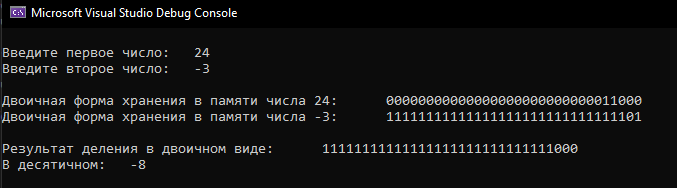 Microsoft Visual Studio Debug Console
Введите первое число: 24
Введите второе число: -3
Двоичная форма хранения в памяти числа 24: 00000000000000000000000000011000
Двоичная форма хранения в памяти числа -3: 11111111111111111111111111111101
Результат деления в двоичном виде: 11111111111111111111111111111000
В десятичном: -8